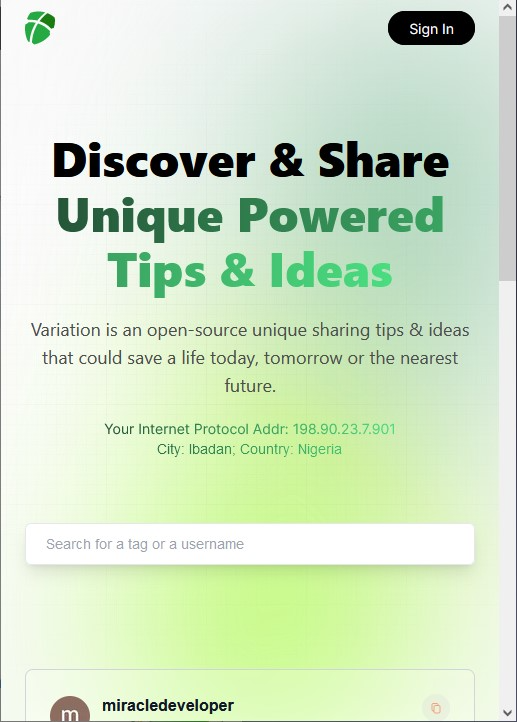 Sign In
Discover & Share
Unique Powered
Tips & Ideas
Variation is an open-source unique sharing tips & ideas
that could save a life today, tomorrow or the nearest
future.
Your Internet Protocol Addr: 198.90.23.7.901
City: Ibadan; Country: Nigeria
Search for a tag or a username
m
miracledeveloper